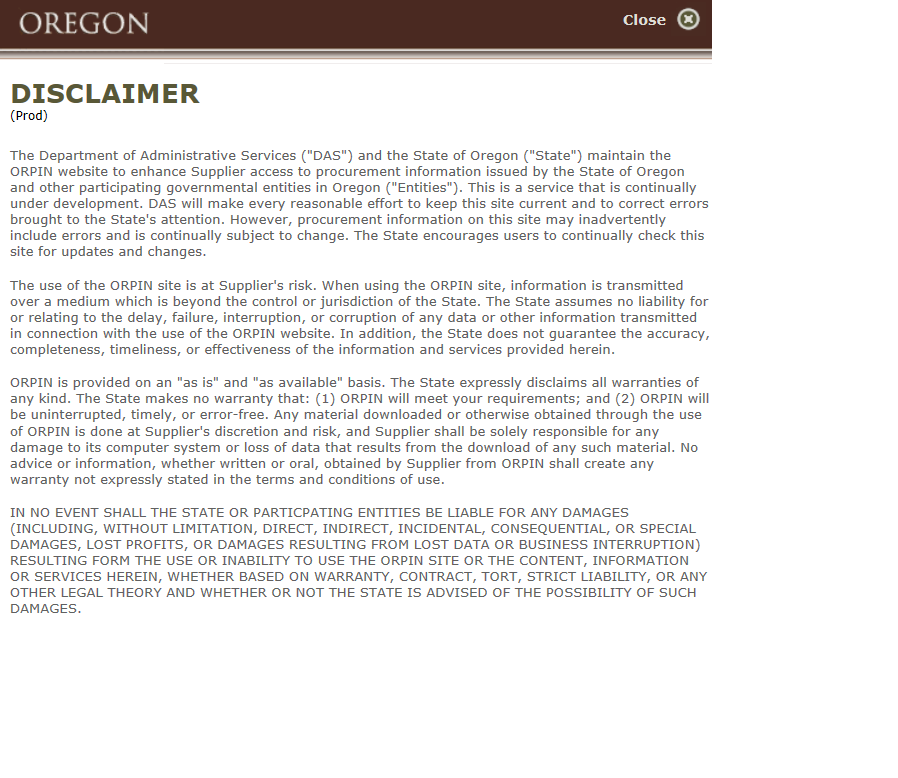 OREGON
Close
DISCLAIMER
(Prod)
The Department of Administrative Services ("DAS") and the State of Oregon ("State") maintain the
ORPIN website to enhance Supplier access to procurement information issued by the State of Oregon
and other participating governmental entities in Oregon ("Entities"). This is a service that is continually
under development. DAS will make every reasonable effort to keep this site current and to correct errors
brought to the State's attention. However, procurement information on this site may inadvertently
include errors and is continually subject to change. The State encourages users to continually check this
site for updates and changes.
The use of the ORPIN site is at Supplier's risk. When using the ORPIN site, information is transmitted
over a medium which is beyond the control or jurisdiction of the State. The State assumes no liability for
or relating to the delay, failure, interruption, or corruption of any data or other information transmitted
in connection with the use of the ORPIN website. In addition, the State does not guarantee the accuracy,
completeness, timeliness, or effectiveness of the information and services provided herein.
ORPIN is provided on an "as is" and "as available" basis. The State expressly disclaims all warranties of
any kind. The State makes no warranty that: (1) ORPIN will meet your requirements; and (2) ORPIN will
be uninterrupted, timely, or error-free. Any material downloaded or otherwise obtained through the use
of ORPIN is done at Supplier's discretion and risk, and Supplier shall be solely responsible for any
damage to its computer system or loss of data that results from the download of any such material. No
advice or information, whether written or oral, obtained by Supplier from ORPIN shall create any
warranty not expressly stated in the terms and conditions of use.
IN NO EVENT SHALL THE STATE OR PARTICPATING ENTITIES BE LIABLE FOR ANY DAMAGES
(INCLUDING, WITHOUT LIMITATION, DIRECT, INDIRECT, INCIDENTAL, CONSEQUENTIAL, OR SPECIAL
DAMAGES, LOST PROFITS, OR DAMAGES RESULTING FROM LOST DATA OR BUSINESS INTERRUPTION)
RESULTING FORM THE USE OR INABILITY TO USE THE ORPIN SITE OR THE CONTENT, INFORMATION
OR SERVICES HEREIN, WHETHER BASED ON WARRANTY, CONTRACT, TORT, STRICT LIABILITY, OR ANY
OTHER LEGAL THEORY AND WHETHER OR NOT THE STATE IS ADVISED OF THE POSSIBILITY OF SUCH
DAMAGES.